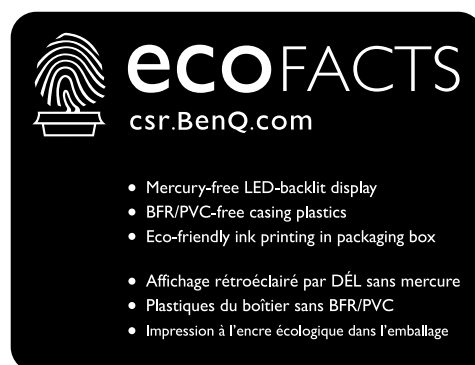 ecoFACTS
csr.BenQ.com
• Mercury-free LED-backlit display
• BFR/PVC-free casing plastics
• Eco-friendly ink printing in packaging box
• Affichage rétroéclairé par DÉL sans mercure
• Plastiques du boîtier sans BFR/PVC
• Impression à l'encre écologique dans l'emballage